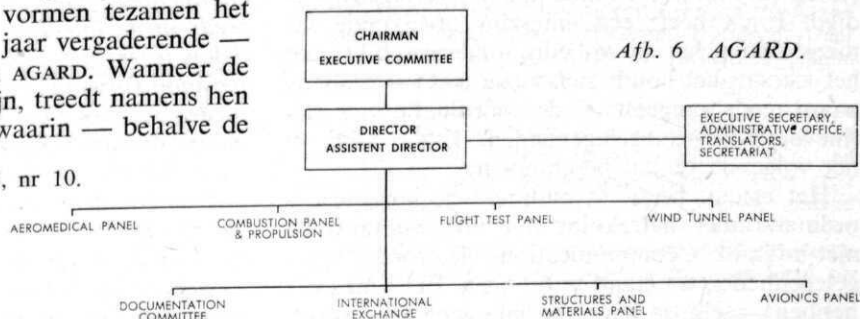 vormen tezamen het
jaar vergaderende —
AGARD. Wanneer de
treedt namens hen
waarin — behalve de
nr 10.
Afb. 6 AGARD.
CHAIRMAN
EXECUTIVE COMMITTEE
DIRECTOR
ASSISTENT DIRECTOR
EXECUTIVE SECRETARY,
ADMINISTRATIVE OFFICE,
TRANSLATORS,
SECRETARIAT
AEROMEDICAL PANEL
COMBUSTION PANEL
& PROPULSION
FLIGHT TEST PANEL
WIND TUNNEL PANEL
DOCUMENTATION
COMMITTEE
INTERNATIONAL
EXCHANGE
STRUCTURES AND
MATERIALS PANEL
AVIONICS PANEL